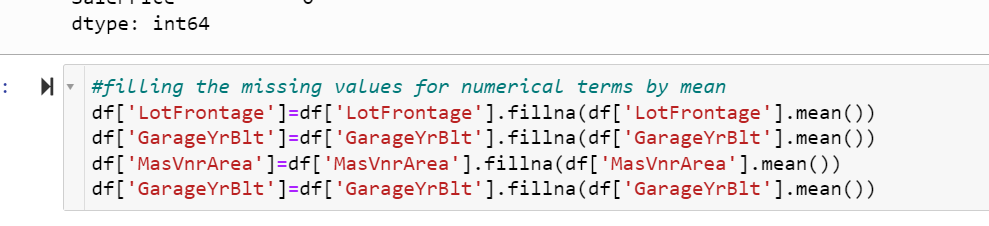 dtype: int64
:
#filling the missing values for numerical terms by mean
df['LotFrontage']=df['LotFrontage'].fillna(df['LotFrontage'].mean())
df['GarageYrBlt']=df['GarageYrBlt'].fillna(df['GarageYrBlt'].mean())
df['MasVnrArea']=df['MasVnrArea'].fillna(df['MasVnrArea'].mean())
df['GarageYrBlt']=df['GarageYrBlt'].fillna(df['GarageYrBlt'].mean())